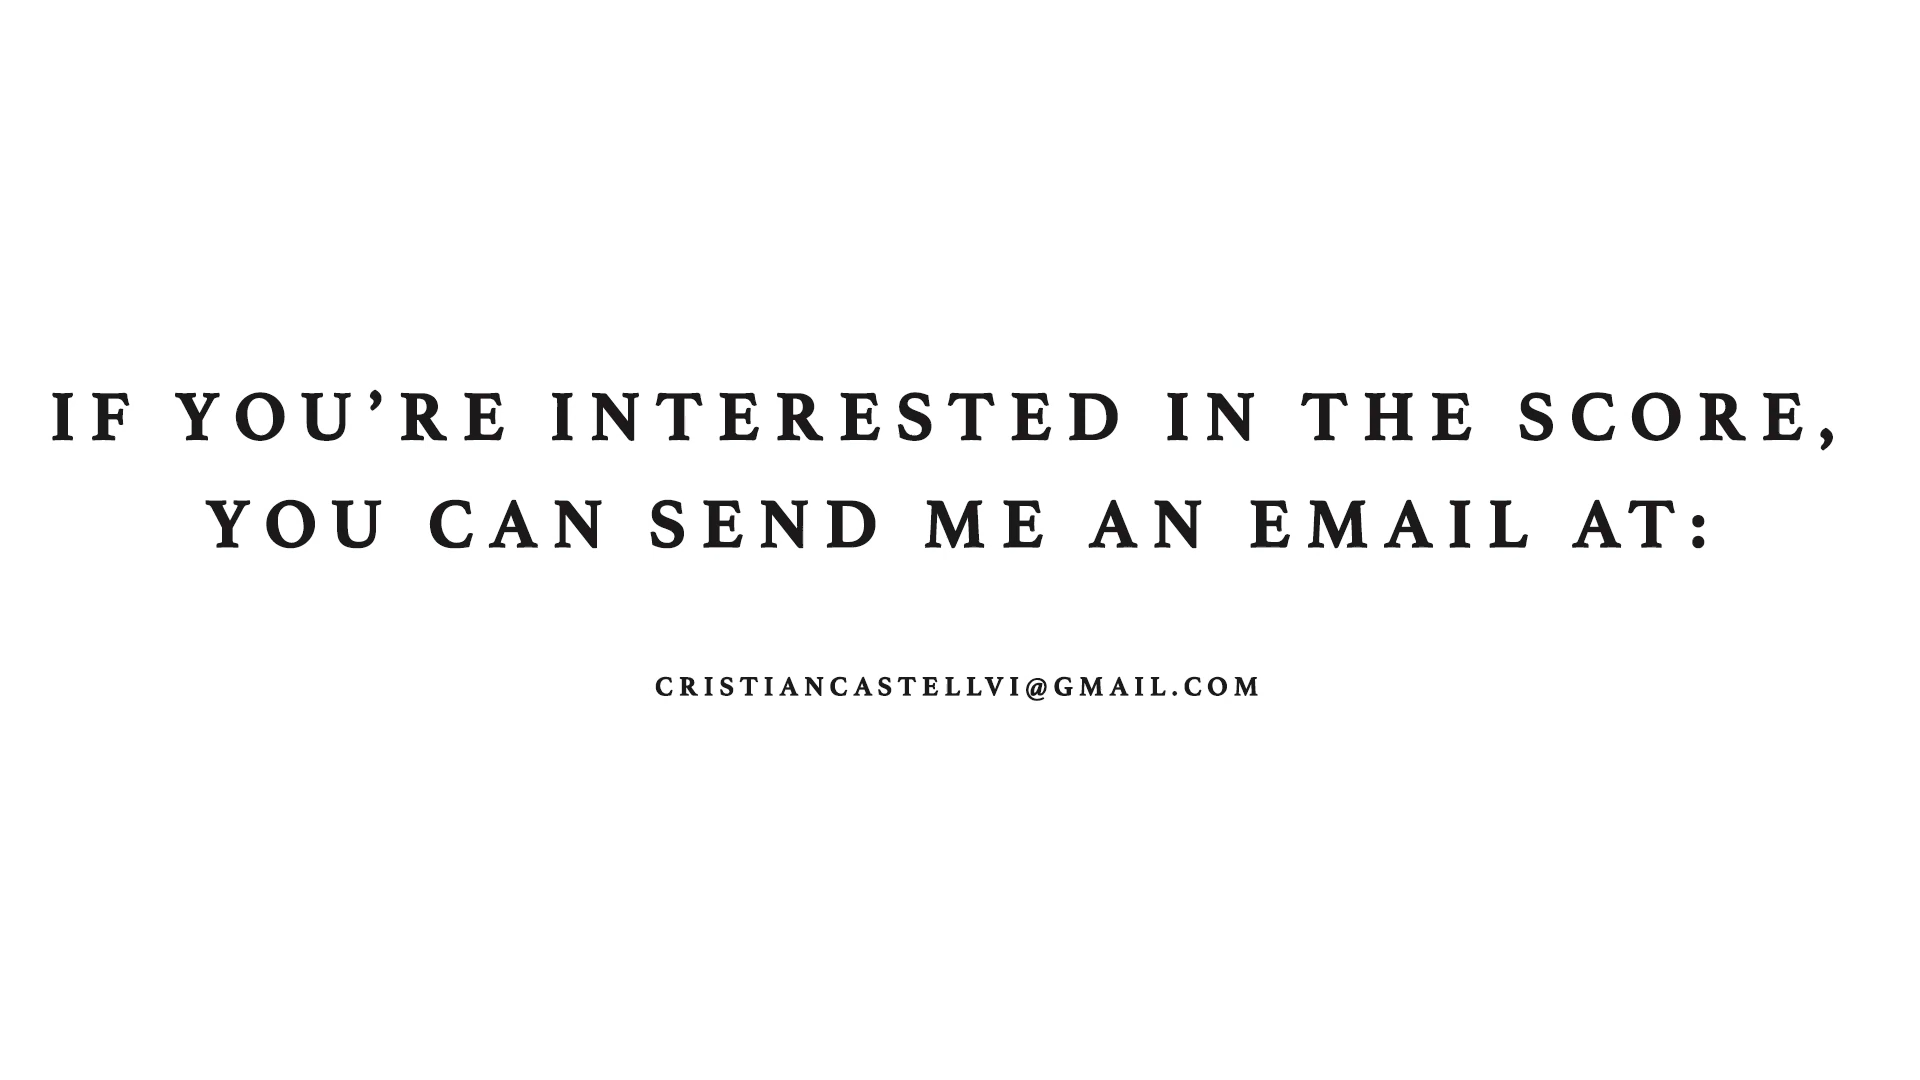 IF YOU’RE INTERESTED IN THE SCORE,
YOU CAN SEND ME AN EMAIL AT:
CRISTIANCASTELLVI@GMAIL.COM